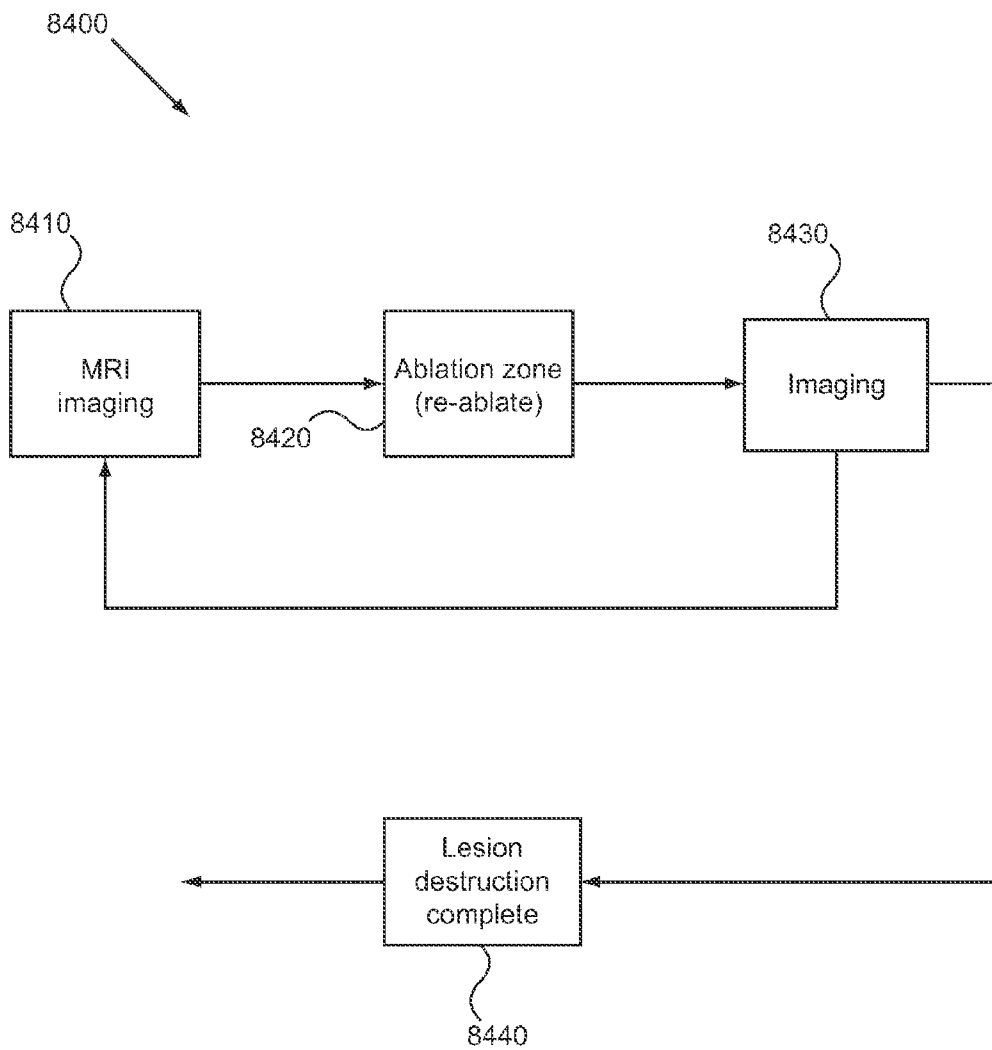 8400
8410
8430
MRI
imaging
Ablation zone
(re-ablate)
Imaging
8420
Lesion
destruction
complete
8440